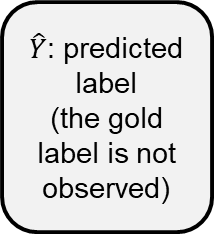 Ŷ: predicted
label
(the gold
label is not
observed)